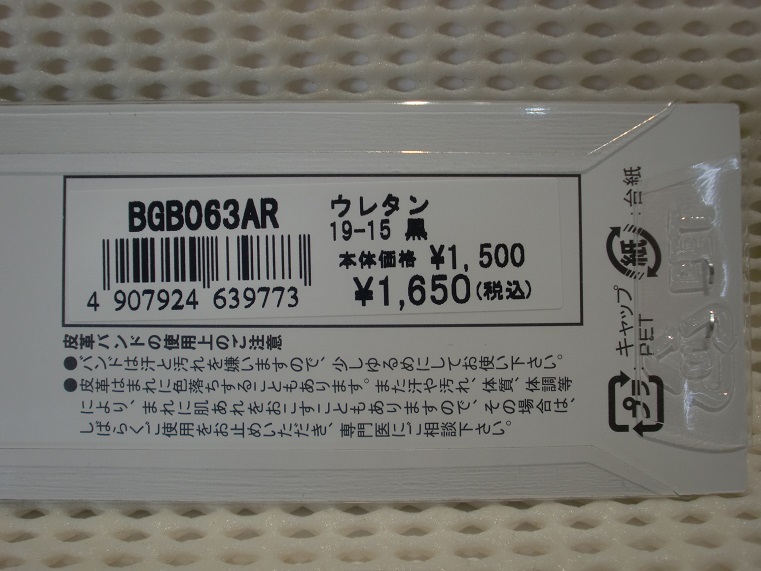 BGB063AR
4 907924 639773
ウレタン
19-15 黒
本体価格 ¥1,500
¥1,650(税込)
皮革バンドの使用上のご注意
●バンドは汗と汚れを嫌いますので、少しゆるめにしてお使い下さい。
●皮革はまれに色落ちすることもあります。また汗や汚れ、体質、体調等
により、まれに肌あれをおこすこともありますので、その場合は、
しばらくご使用をお止めいただき、専門医にご相談下さい。
紙 : 台紙
プラ : キャップ
PET